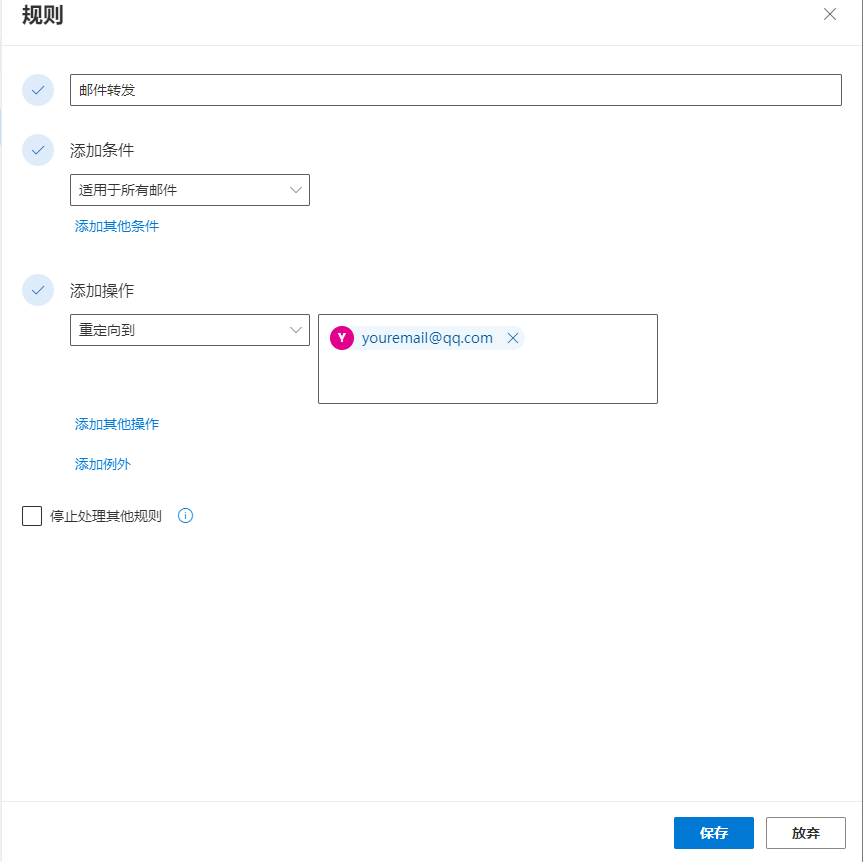 规则
邮件转发
添加条件
适用于所有邮件
添加其他条件
添加操作
重定向到
Y youremail@qq.com
添加其他操作
添加例外
停止处理其他规则
保存 放弃